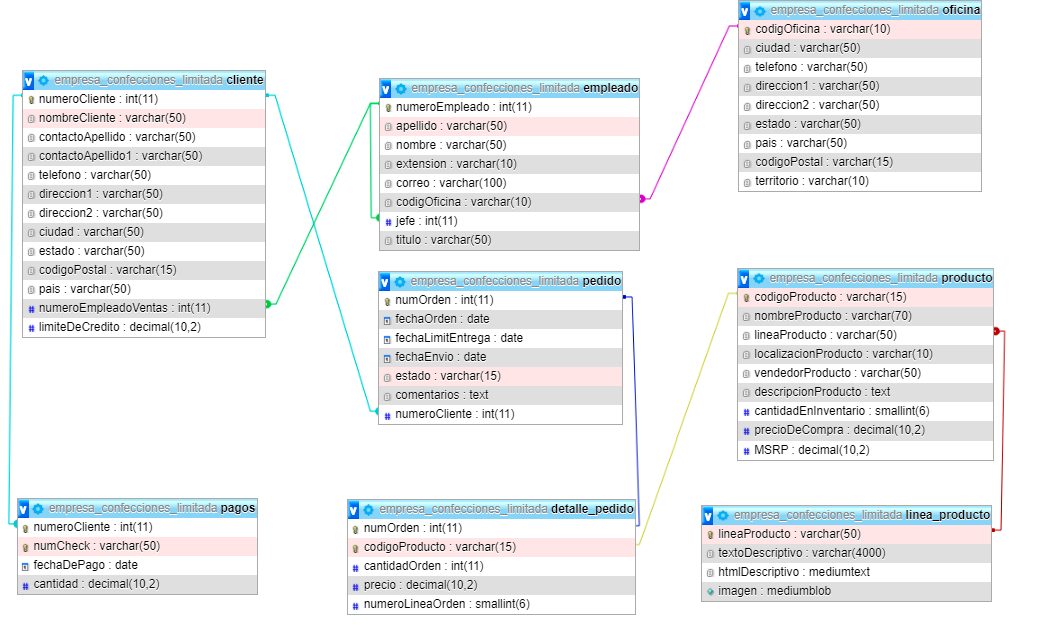 empresa_confecciones_limitada oficina
codigOficina : varchar(10)
ciudad : varchar(50)
telefono : varchar(50)
direccion1 : varchar(50)
direccion2 : varchar(50)
estado : varchar(50)
pais : varchar(50)
codigoPostal : varchar(15)
territorio : varchar(10)
empresa_confecciones_limitada cliente
numeroCliente : int(11)
nombreCliente : varchar(50)
contactoApellido : varchar(50)
contactoApellido1 : varchar(50)
telefono : varchar(50)
direccion1 : varchar(50)
direccion2 : varchar(50)
ciudad : varchar(50)
estado : varchar(50)
codigoPostal : varchar(15)
pais : varchar(50)
numeroEmpleadoVentas : int(11)
limiteDeCredito : decimal(10,2)
empresa_confecciones_limitada empleado
numeroEmpleado : int(11)
apellido : varchar(50)
nombre : varchar(50)
extension : varchar(10)
correo : varchar(100)
codigOficina : varchar(10)
jefe : int(11)
titulo : varchar(50)
empresa_confecciones_limitada pedido
numOrden : int(11)
fechaOrden : date
fechaLimitEntrega : date
fechaEnvio : date
estado : varchar(15)
comentarios : text
numeroCliente : int(11)
empresa_confecciones_limitada producto
codigoProducto : varchar(15)
nombreProducto : varchar(70)
lineaProducto : varchar(50)
localizacionProducto : varchar(10)
vendedorProducto : varchar(50)
descripcionProducto : text
cantidadEnInventario : smallint(6)
precioDeCompra : decimal(10,2)
MSRP : decimal(10,2)
empresa_confecciones_limitada pagos
numeroCliente : int(11)
numCheck : varchar(50)
fechaDePago : date
cantidad : decimal(10,2)
empresa_confecciones_limitada detalle_pedido
numOrden : int(11)
codigoProducto : varchar(15)
cantidadOrden : int(11)
precio : decimal(10,2)
numeroLineaOrden : smallint(6)
empresa_confecciones_limitada linea_producto
lineaProducto : varchar(50)
textoDescriptivo : varchar(4000)
htmlDescriptivo : mediumtext
imagen : mediumblob